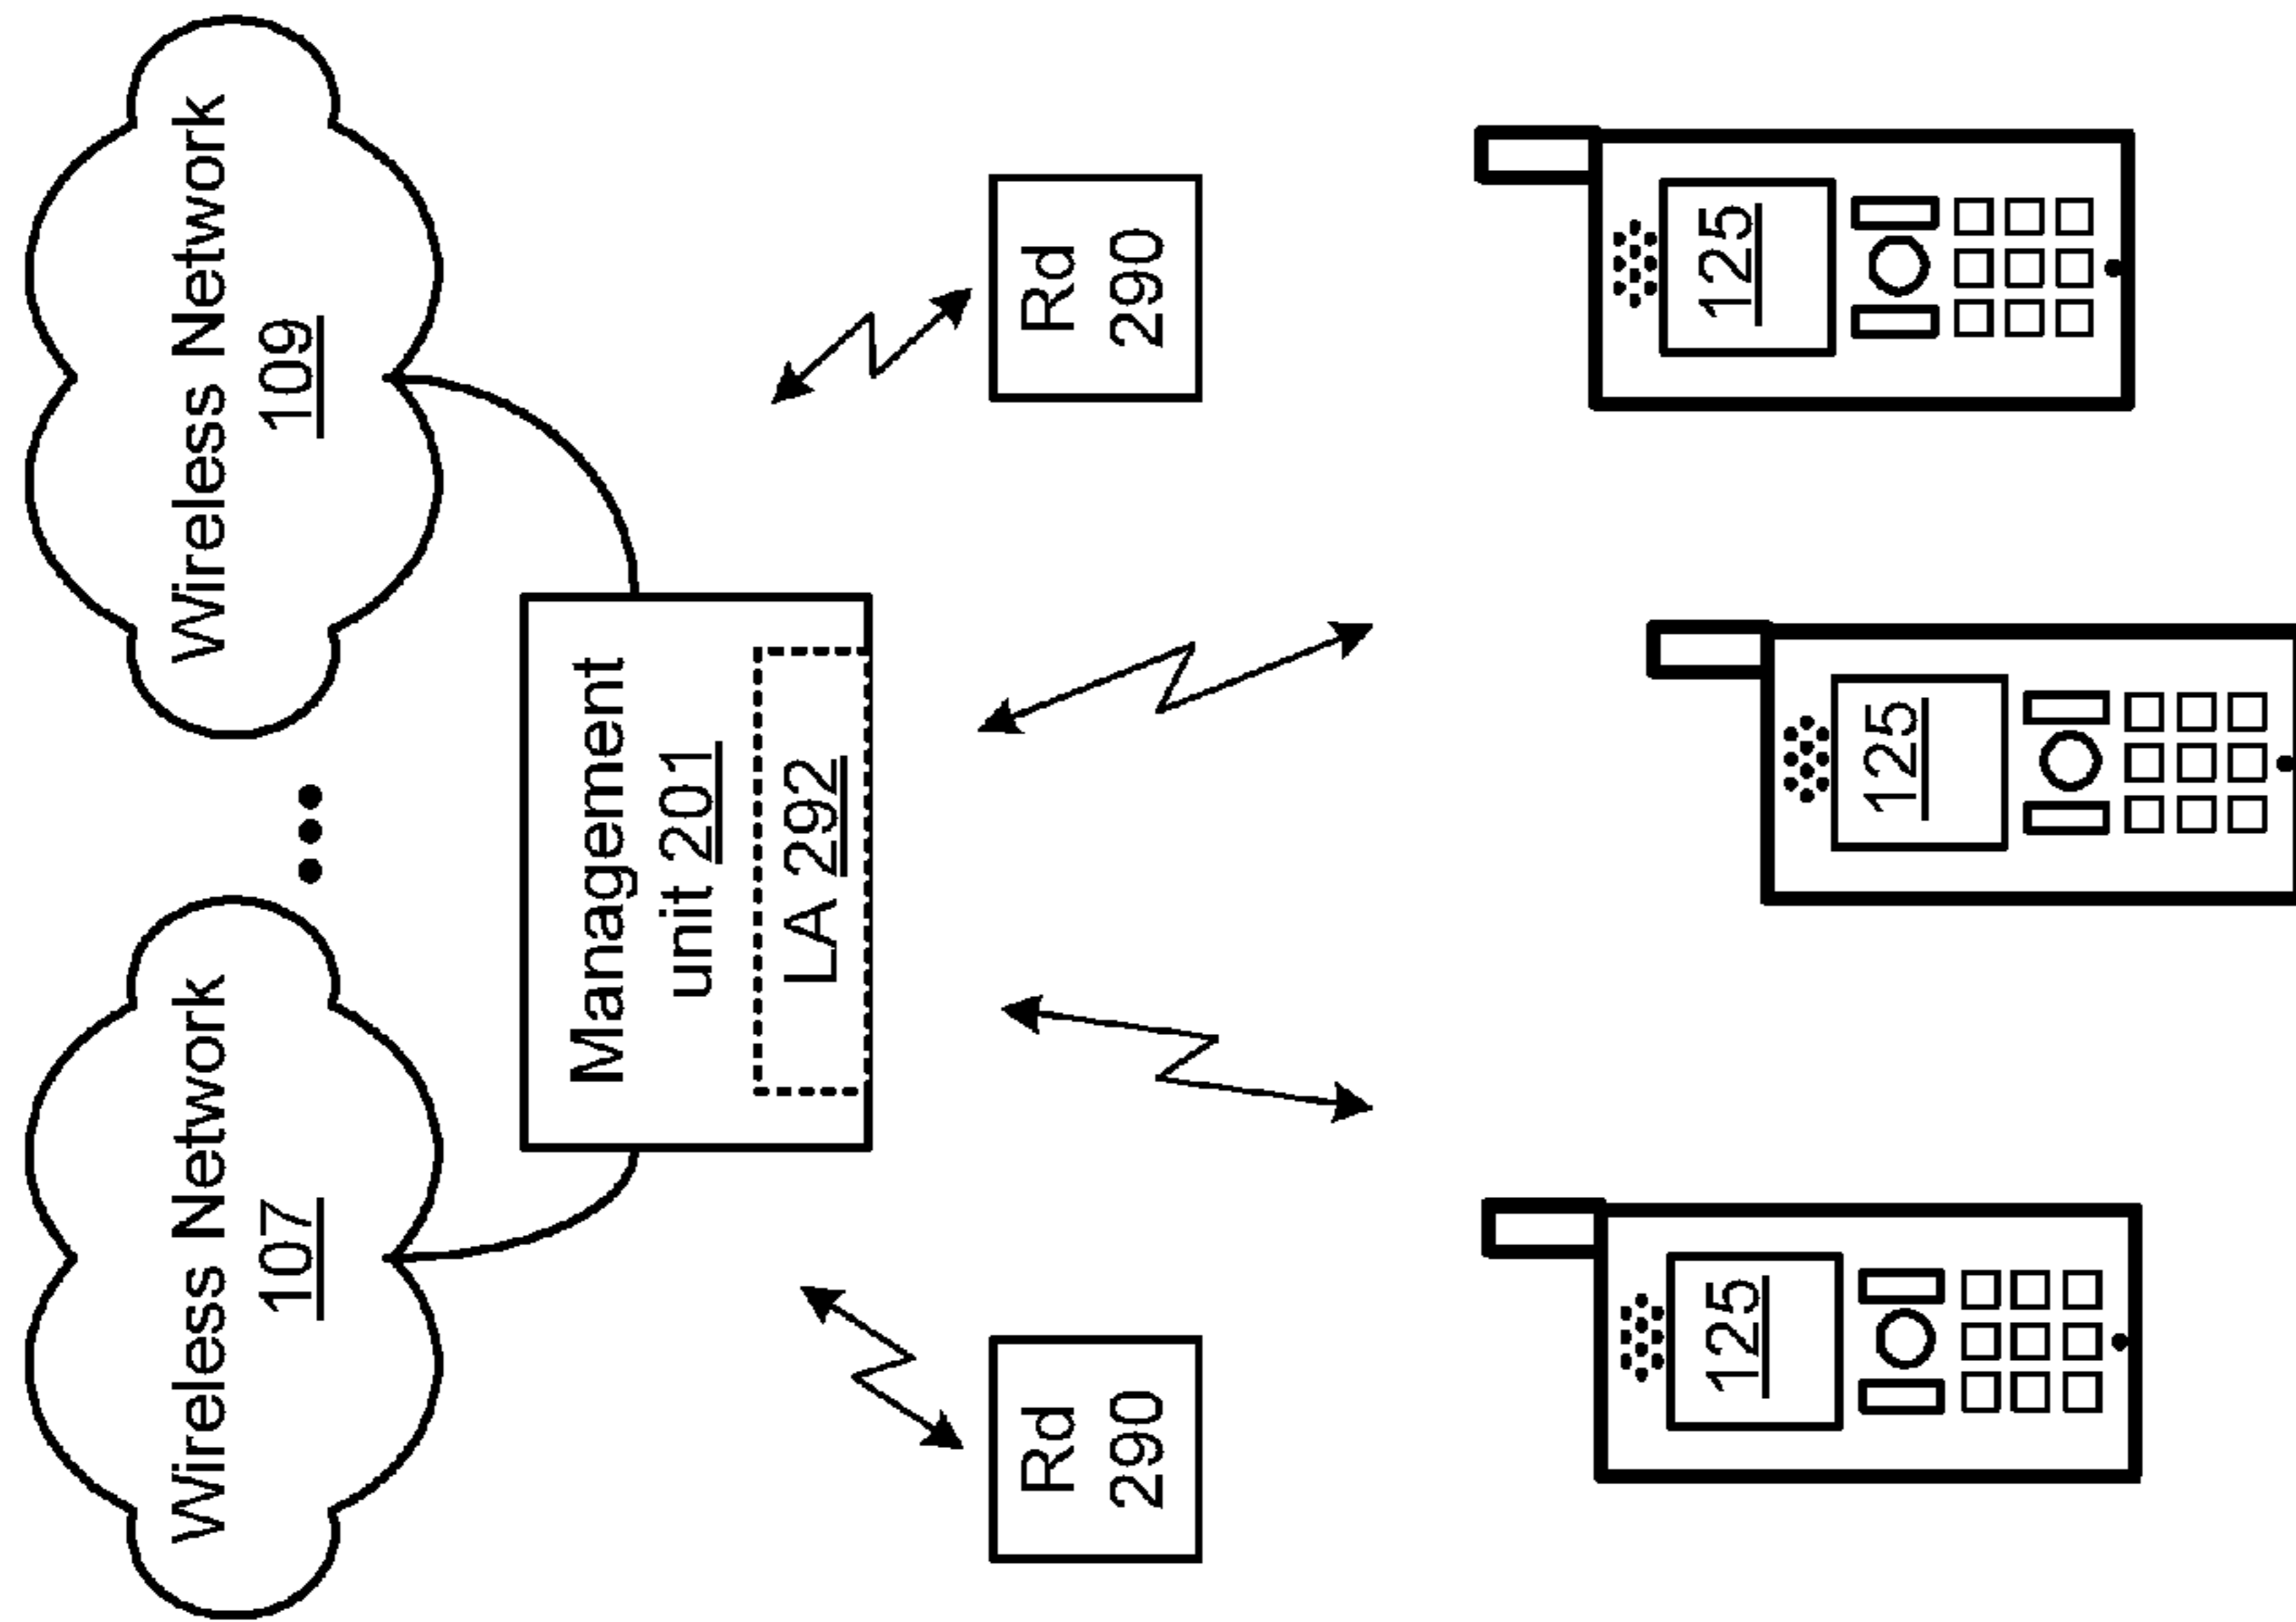 Wireless Network
107
Wireless Network
109
Management
unit 201
LA 292
Rd
290
Rd
290
125
125
125